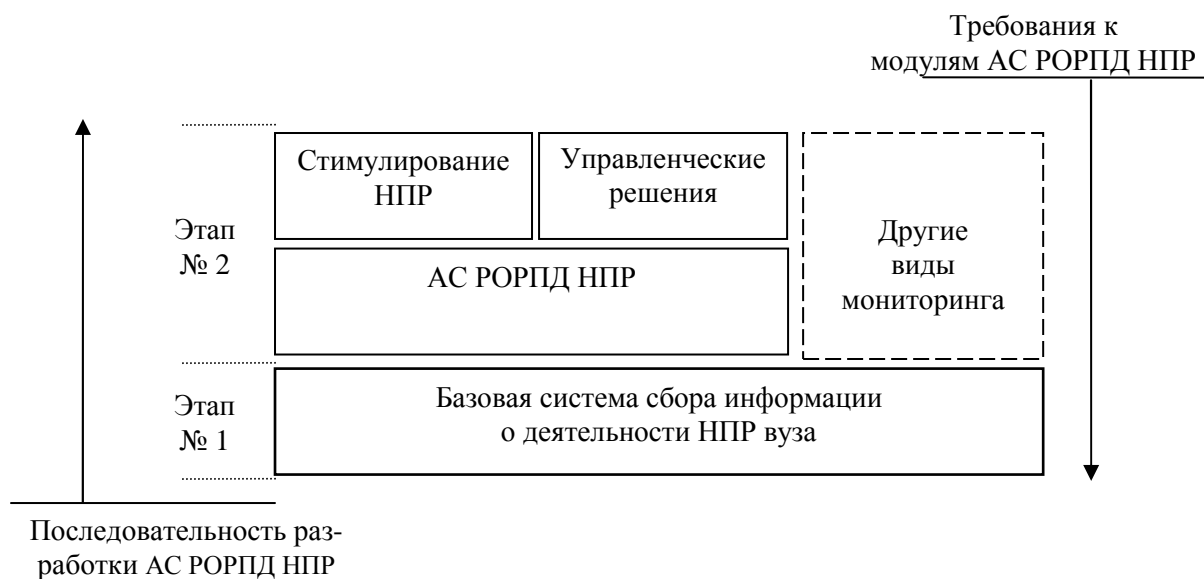 Требования к
модулям АС РОРПД НПР
Стимулирование
НПР
Управленческие
решения
Этап
№ 2
Другие
виды
мониторинга
АС РОРПД НПР
Этап
№ 1
Базовая система сбора информации
о деятельности НПР вуза
Последовательность раз-
работки АС РОРПД НПР